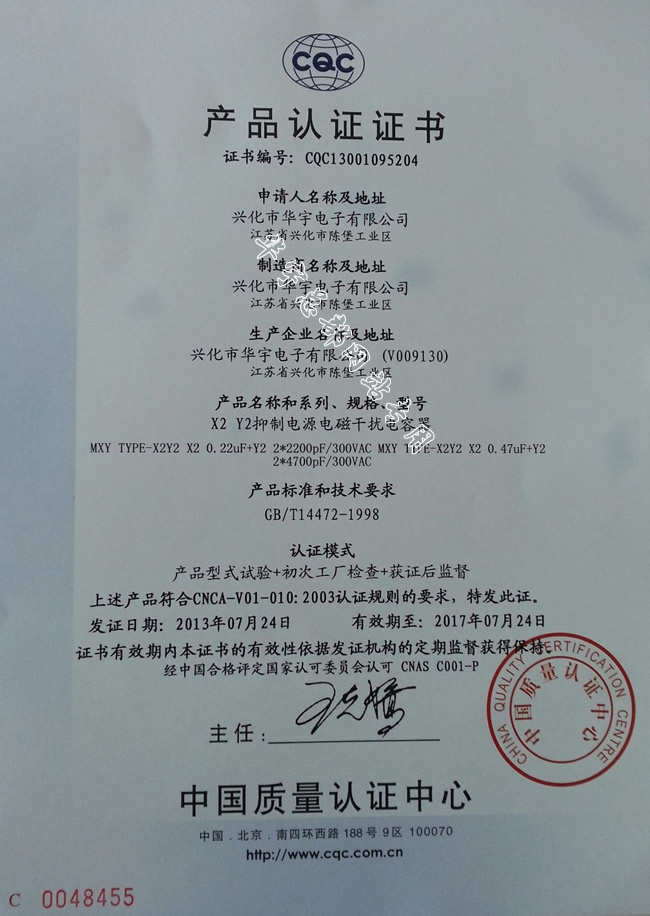 CQC
产品认证证书
证书编号: CQC13001095204
申请人名称及地址
兴化市华宇电子有限公司
江苏省兴化市陈堡工业区
制造商名称及地址
兴化市华宇电子有限公司
江苏省兴化市陈堡工业区
生产企业名称及地址
兴化市华宇电子有限公司 (V009130)
江苏省兴化市陈堡工业区
产品名称和系列、规格、型号
X2 Y2抑制电源电磁干扰电容器
MXY TYPE-X2Y2 X2 0.22uF+Y2 2*2200pF/300VAC MXY TYPE-X2Y2 X2 0.47uF+Y2
2*4700pF/300VAC
产品标准和技术要求
GB/T14472-1998
认证模式
产品型式试验+初次工厂检查+获证后监督
上述产品符合CNCA-V01-010: 2003认证规则的要求，特发此证。
发证日期: 2013年07月24日 有效期至: 2017年07月24日
证书有效期内本证书的有效性依据发证机构的定期监督获得保持。
经中国合格评定国家认可委员会认可 CNAS C001-P
主任:
CHINA QUALITY CERTIFICATION CENTRE
中国质量认证中心
中国质量认证中心
中国 . 北京 . 南四环西路 188 号 9 区 100070
http://www.cqc.com.cn
C 0048455